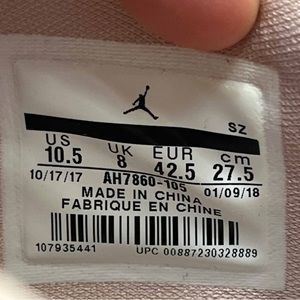 SZ
US UK EUR cm
10.5 8 42.5 27.5
10/17/17 AH7860-105 01/09/18
MADE IN CHINA
FABRIQUE EN CHINE
107935441 UPC 00887230328889